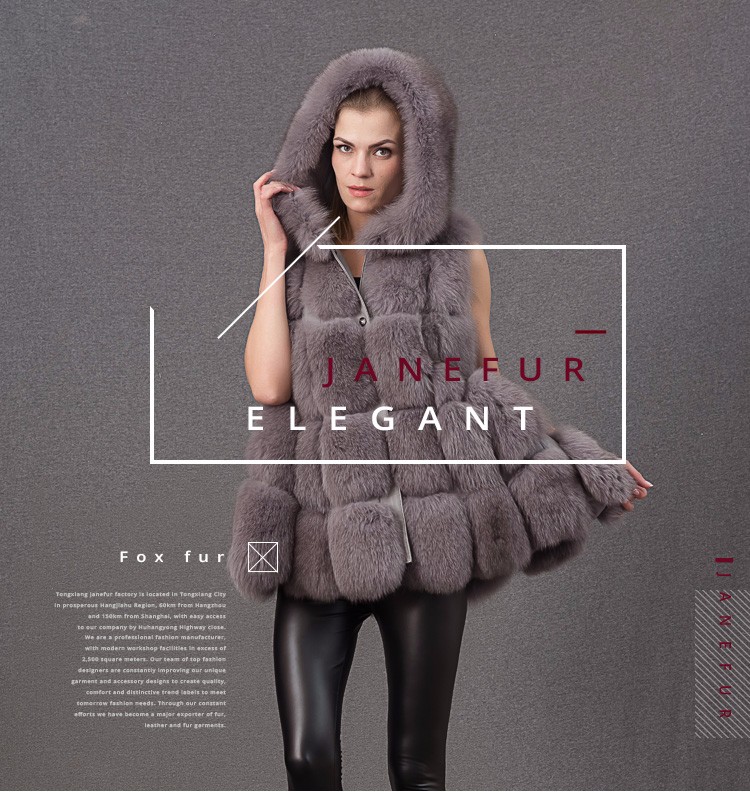 JANEFUR
ELEGANT
Fox fur
Tongxiang janefur factory is located in Tongxiang City
in prosperous HangJiaHu Region, 60km from Hangzhou
and 150km from Shanghai, with easy access
to our company by Huhangyong Highway close.
We are a professional fashion manufacturer,
with modern workshop facilities in excess of
2,500 square meters. Our team of top fashion
designers are constantly improving our unique
garment and accessory designs to create quality,
comfort and distinctive trend labels to meet
tomorrow fashion needs. Through our constant
efforts we have become a major exporter of fur,
leather and fur garments.
JANEFUR